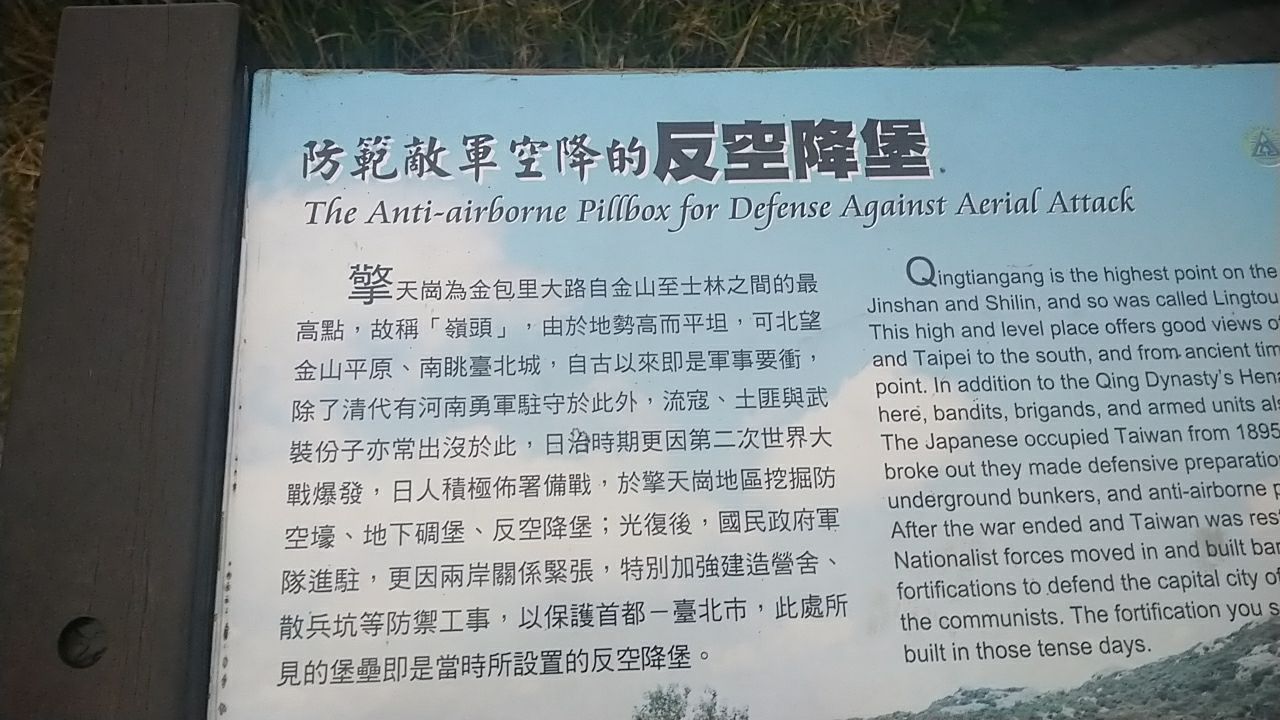 防範敵軍空降的反空降堡
The Anti-airborne Pillbox for Defense Against Aerial Attack
擎天崗為金包里大路自金山至士林之間的最
高點，故稱「嶺頭」，由於地勢高而平坦，可北望
金山平原、南眺臺北城，自古以來即是軍事要衝，
除了清代有河南勇軍駐守於此外，流寇、土匪與武
裝份子亦常出沒於此，日治時期更因第二次世界大
戰爆發，日人積極佈署備戰，於擎天崗地區挖掘防
空壕、地下碉堡、反空降堡；光復後，國民政府軍
隊進駐，更因兩岸關係緊張，特別加強建造營舍、
散兵坑等防禦工事，以保護首都－臺北市，此處所
見的堡壘即是當時所設置的反空降堡。
Qingtiangang is the highest point on the
Jinshan and Shilin, and so was called Lingtou
This high and level place offers good views
and Taipei to the south, and from ancient
point. In addition to the Qing Dynasty's
here, bandits, brigands, and armed units
The Japanese occupied Taiwan from 1895
broke out they made defensive
underground bunkers, and anti-airborne
After the war ended and Taiwan was
Nationalist forces moved in and built
fortifications to defend the capital city of
the communists. The fortification you
built in those tense days.